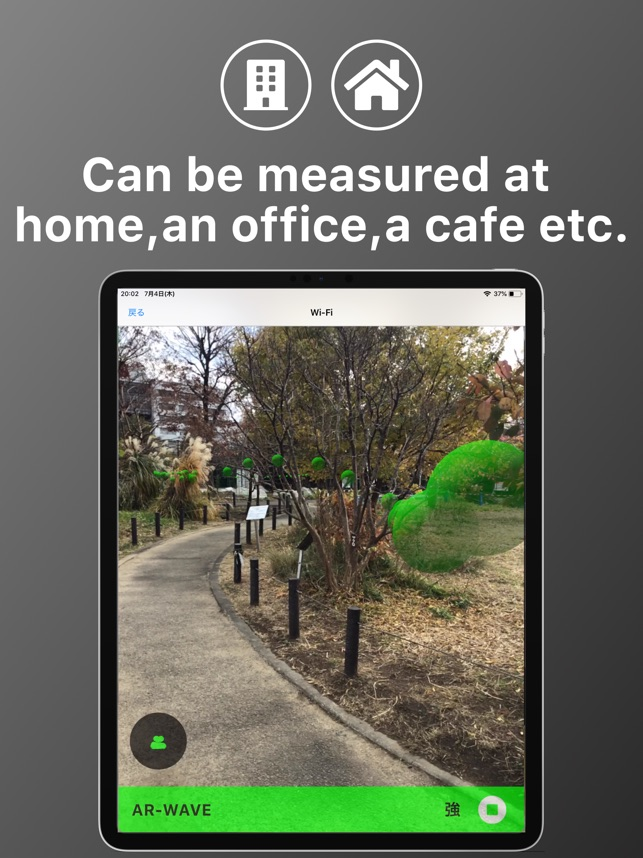 Can be measured at
home,an office,a cafe etc.
20:02 7月4日(木) 37%
戻る Wi-Fi
AR-WAVE 強